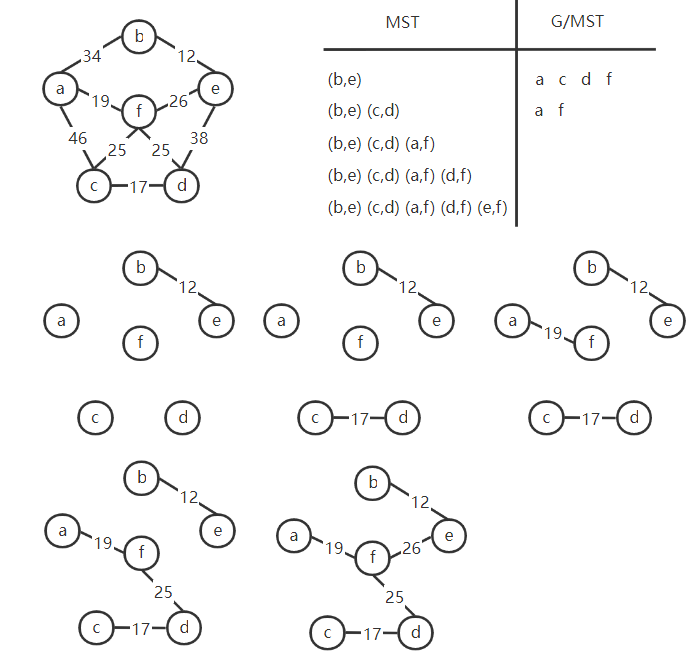 b
34
12
a
e
19
26
f
46
38
25
25
c
17
d
MST
G/MST
(b,e)
a c d f
(b,e) (c,d)
a f
(b,e) (c,d) (a,f)
(b,e) (c,d) (a,f) (d,f)
(b,e) (c,d) (a,f) (d,f) (e,f)
b
12
a
e
f
c
d
b
12
a
e
f
c
17
d
b
12
a
e
19
f
c
17
d
b
12
a
e
19
f
25
c
17
d
b
12
a
e
19
26
f
25
c
17
d